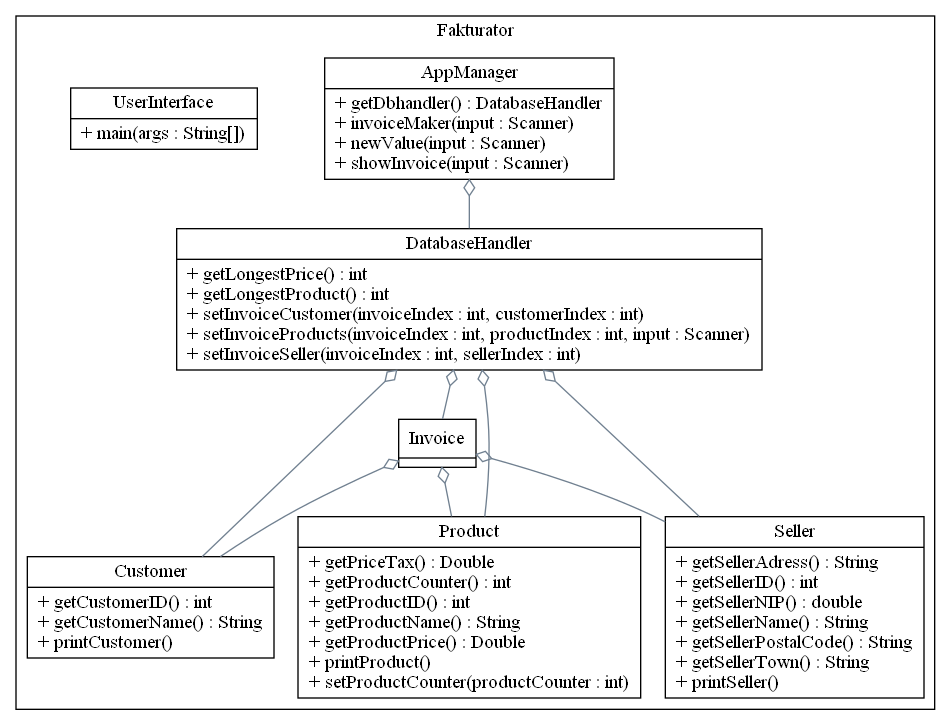 Fakturator
AppManager
+ getDbhandler() : DatabaseHandler
+ invoiceMaker(input : Scanner)
+ newValue(input : Scanner)
+ showInvoice(input : Scanner)
UserInterface
+ main(args : String[])
DatabaseHandler
+ getLongestPrice() : int
+ getLongestProduct() : int
+ setInvoiceCustomer(invoiceIndex : int, customerIndex : int)
+ setInvoiceProducts(invoiceIndex : int, productIndex : int, input : Scanner)
+ setInvoiceSeller(invoiceIndex : int, sellerIndex : int)
Invoice
Customer
+ getCustomerID() : int
+ getCustomerName() : String
+ printCustomer()
Product
+ getPriceTax() : Double
+ getProductCounter() : int
+ getProductID() : int
+ getProductName() : String
+ getProductPrice() : Double
+ printProduct()
+ setProductCounter(productCounter : int)
Seller
+ getSellerAdress() : String
+ getSellerID() : int
+ getSellerNIP() : double
+ getSellerName() : String
+ getSellerPostalCode() : String
+ getSellerTown() : String
+ printSeller()